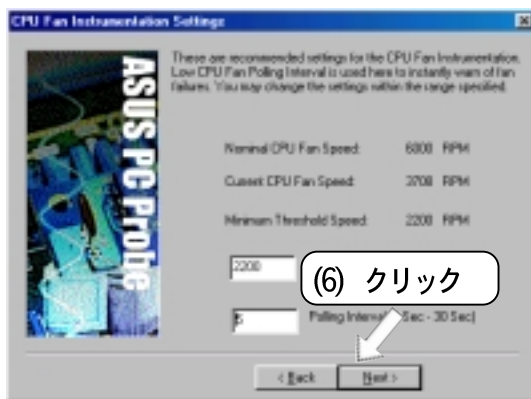 CPU Fan Instrumentation Settings
These are recommended settings for the CPU Fan Instrumentation.
Low CPU Fan Polling Interval is used here to instantly warn of fan
failures. You may change the settings within the range specified.
ASUS PC Probe
Nominal CPU Fan Speed: 6000 RPM
Current CPU Fan Speed: 3708 RPM
Minimum Threshold Speed: 2200 RPM
2200
(6) クリック
5 Polling Interval Sec - 30 Sec)
< Back Next >